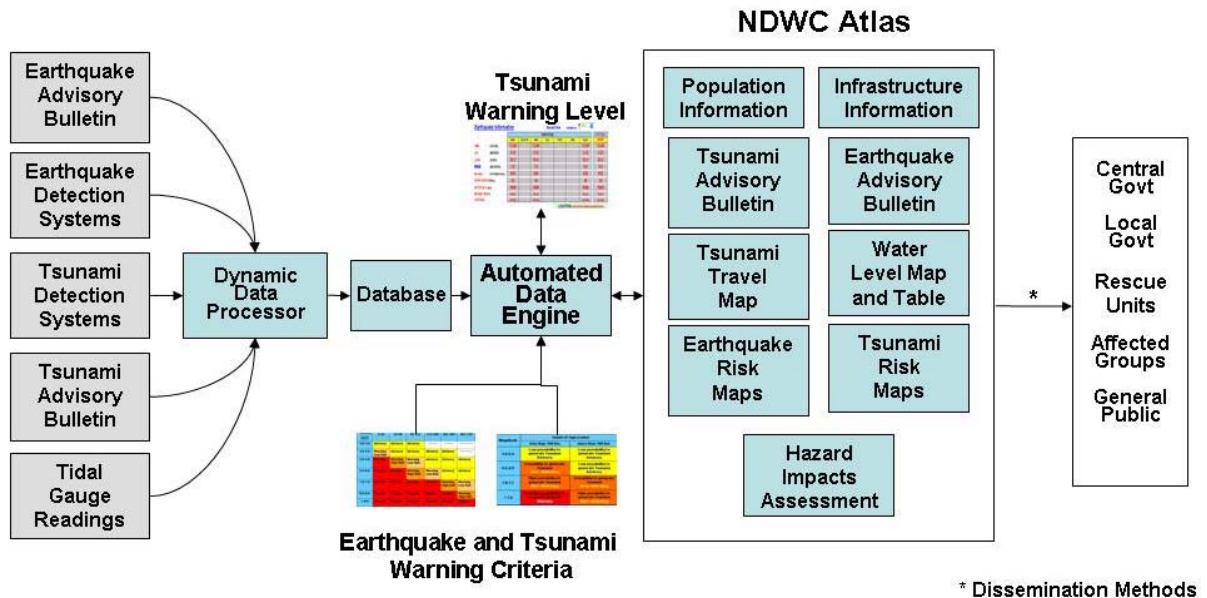 NDWC Atlas
Earthquake
Advisory
Bulletin
Earthquake
Detection
Systems
Tsunami
Detection
Systems
Tsunami
Advisory
Bulletin
Tidal
Gauge
Readings
Dynamic
Data
Processor
Database
Tsunami
Warning Level
Automated
Data
Engine
Earthquake and Tsunami
Warning Criteria
Population
Information
Infrastructure
Information
Tsunami
Advisory
Bulletin
Earthquake
Advisory
Bulletin
Tsunami
Travel
Map
Water
Level Map
and Table
Earthquake
Risk
Maps
Tsunami
Risk
Maps
Hazard
Impacts
Assessment
*
Central
Govt
Local
Govt
Rescue
Units
Affected
Groups
General
Public
* Dissemination Methods